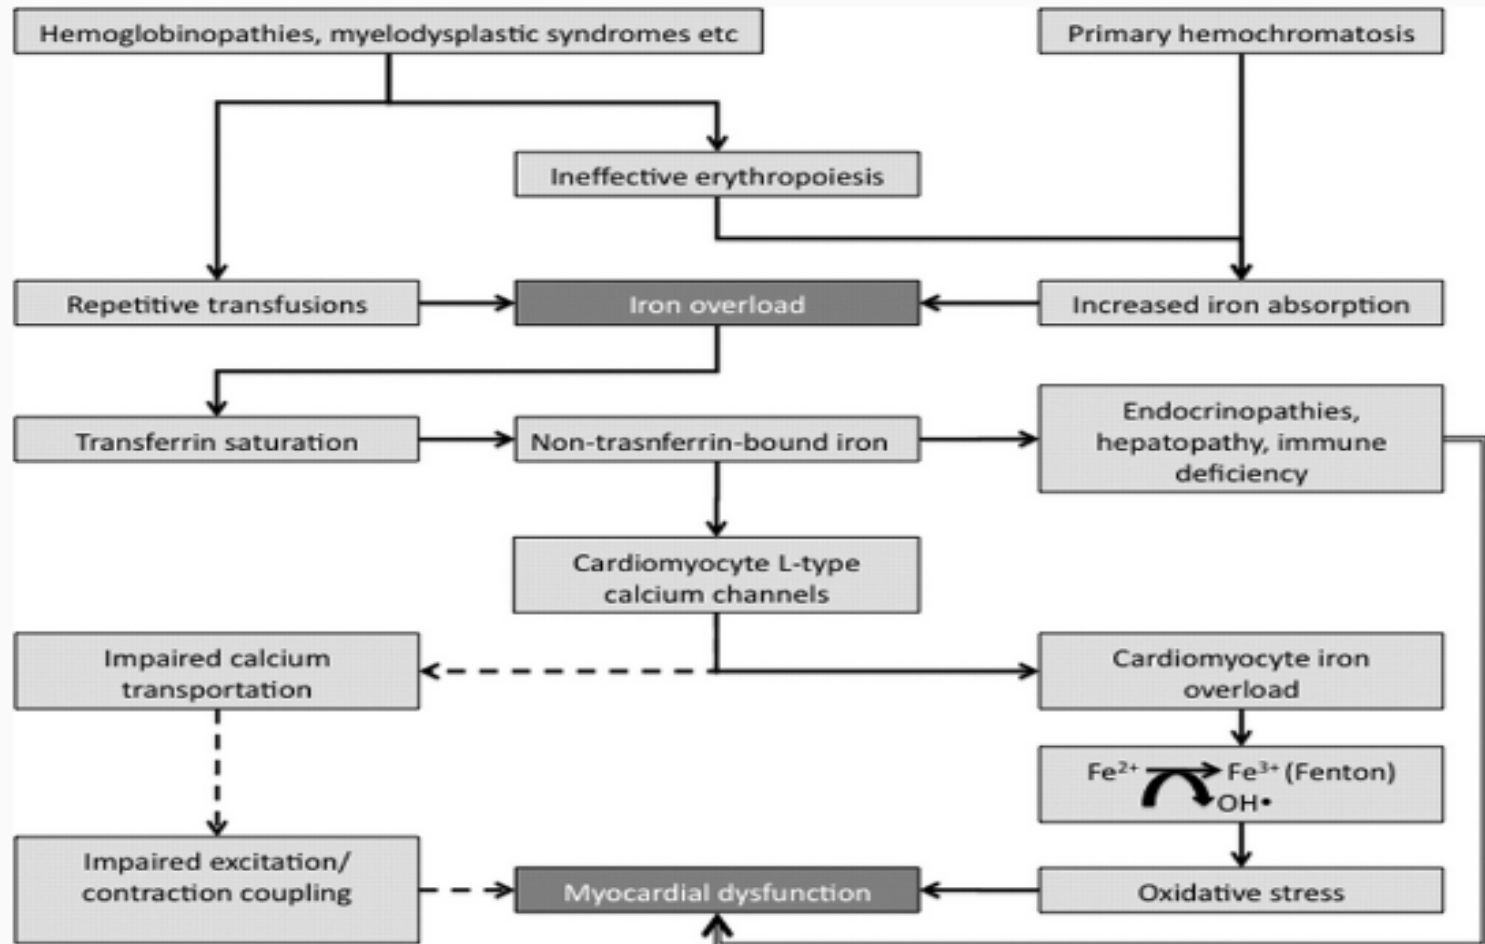 Hemoglobinopathies, myelodysplastic syndromes etc
Primary hemochromatosis
Ineffective erythropoiesis
Repetitive transfusions
Iron overload
Increased iron absorption
Transferrin saturation
Non-trasnferrin-bound iron
Endocrinopathies,
hepatopathy, immune
deficiency
Cardiomyocyte L-type
calcium channels
Impaired calcium
transportation
Cardiomyocyte iron
overload
Fe²⁺ → Fe³⁺ (Fenton)
OH•
Impaired excitation/
contraction coupling
Myocardial dysfunction
Oxidative stress